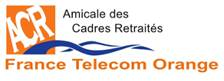 ACR
Amicale des
Cadres Retraités
France Telecom Orange